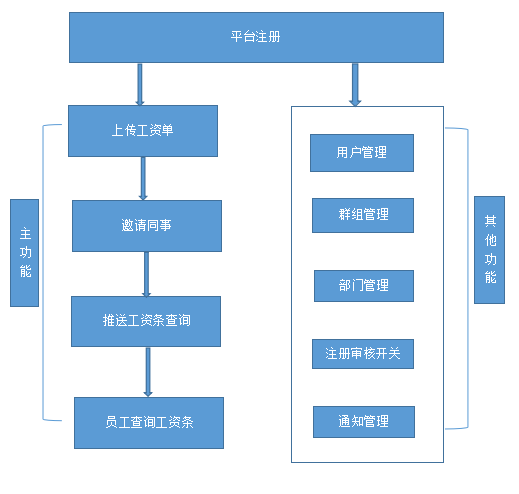 平台注册
上传工资单
邀请同事
推送工资条查询
员工查询工资条
主功能
用户管理
群组管理
部门管理
注册审核开关
通知管理
其他功能